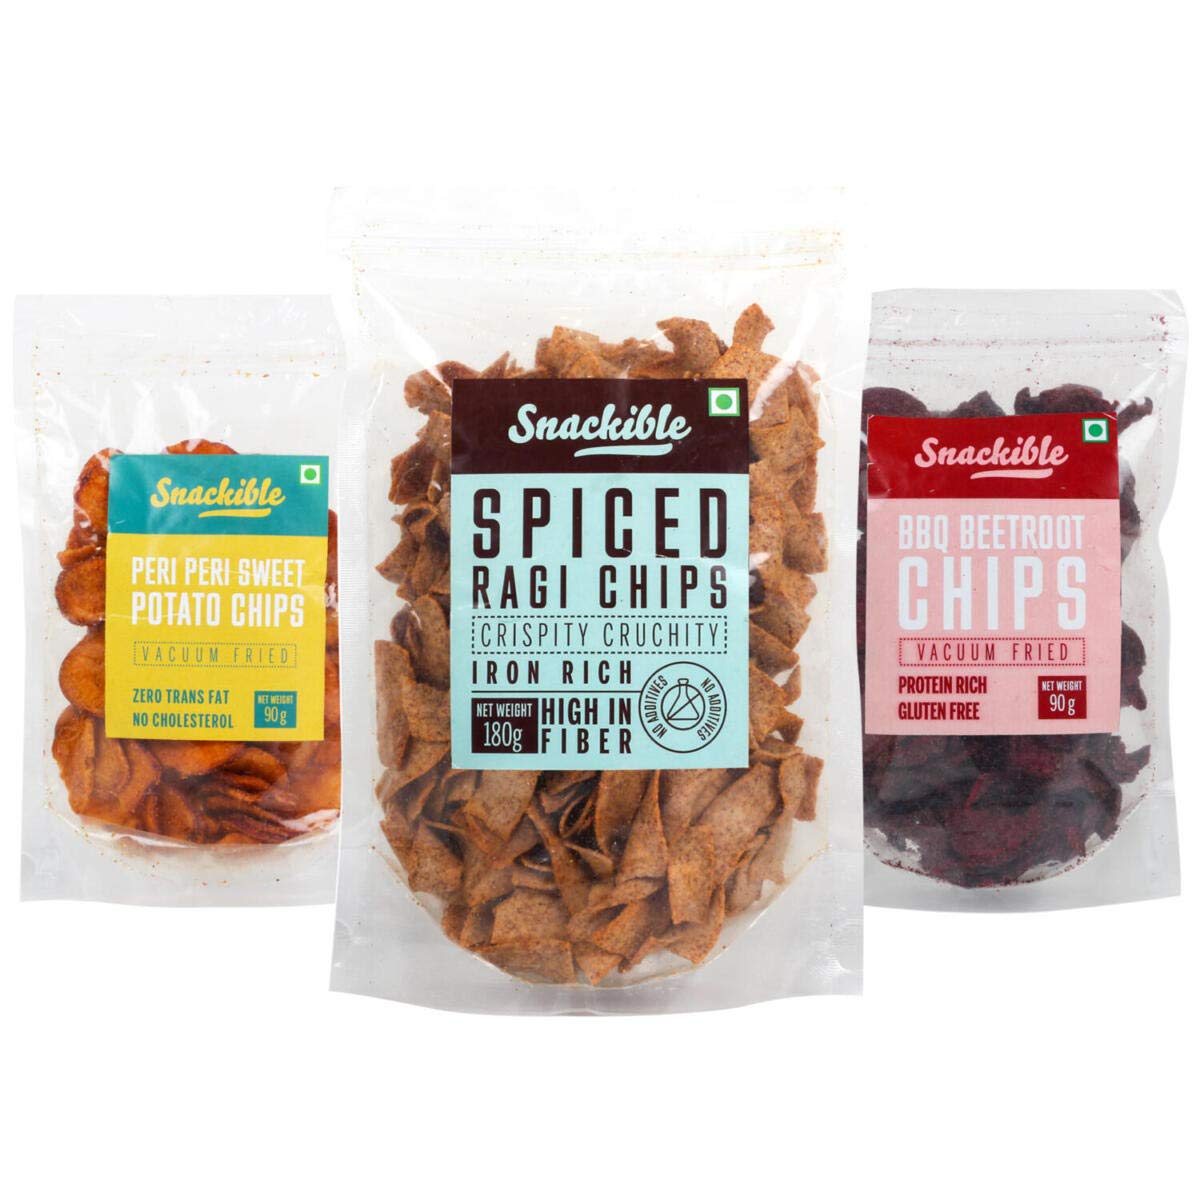 Snackible
PERI PERI SWEET
POTATO CHIPS
VACUUM FRIED
ZERO TRANS FAT
NO CHOLESTEROL
NET WEIGHT
90 g
Snackible
SPICED
RAGI CHIPS
CRISPITY CRUCHITY
IRON RICH
NET WEIGHT
180g
HIGH IN
FIBER
NO ADDITIVES
NO ADDITIVES
Snackible
BBQ BEETROOT
CHIPS
VACUUM FRIED
PROTEIN RICH
GLUTEN FREE
NET WEIGHT
90 g